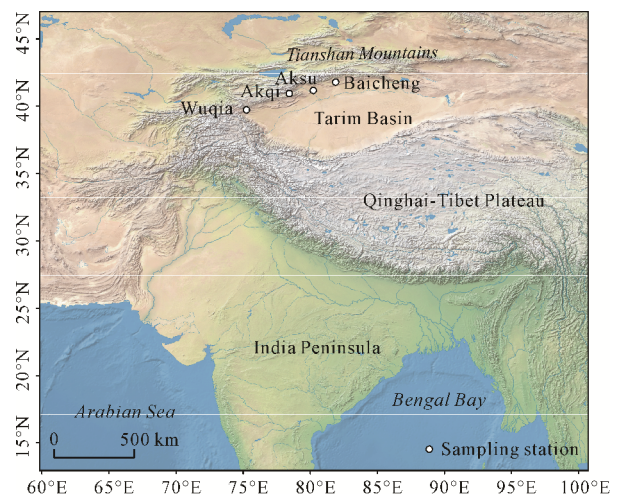 45°N
40°N
35°N
30°N
25°N
20°N
15°N
Tianshan Mountains
Aksu
Baicheng
Akqi
Wuqia
Tarim Basin
Qinghai-Tibet Plateau
India Peninsula
Arabian Sea
Bengal Bay
0 500 km
Sampling station
60°E 65°E 70°E 75°E 80°E 85°E 90°E 95°E 100°E